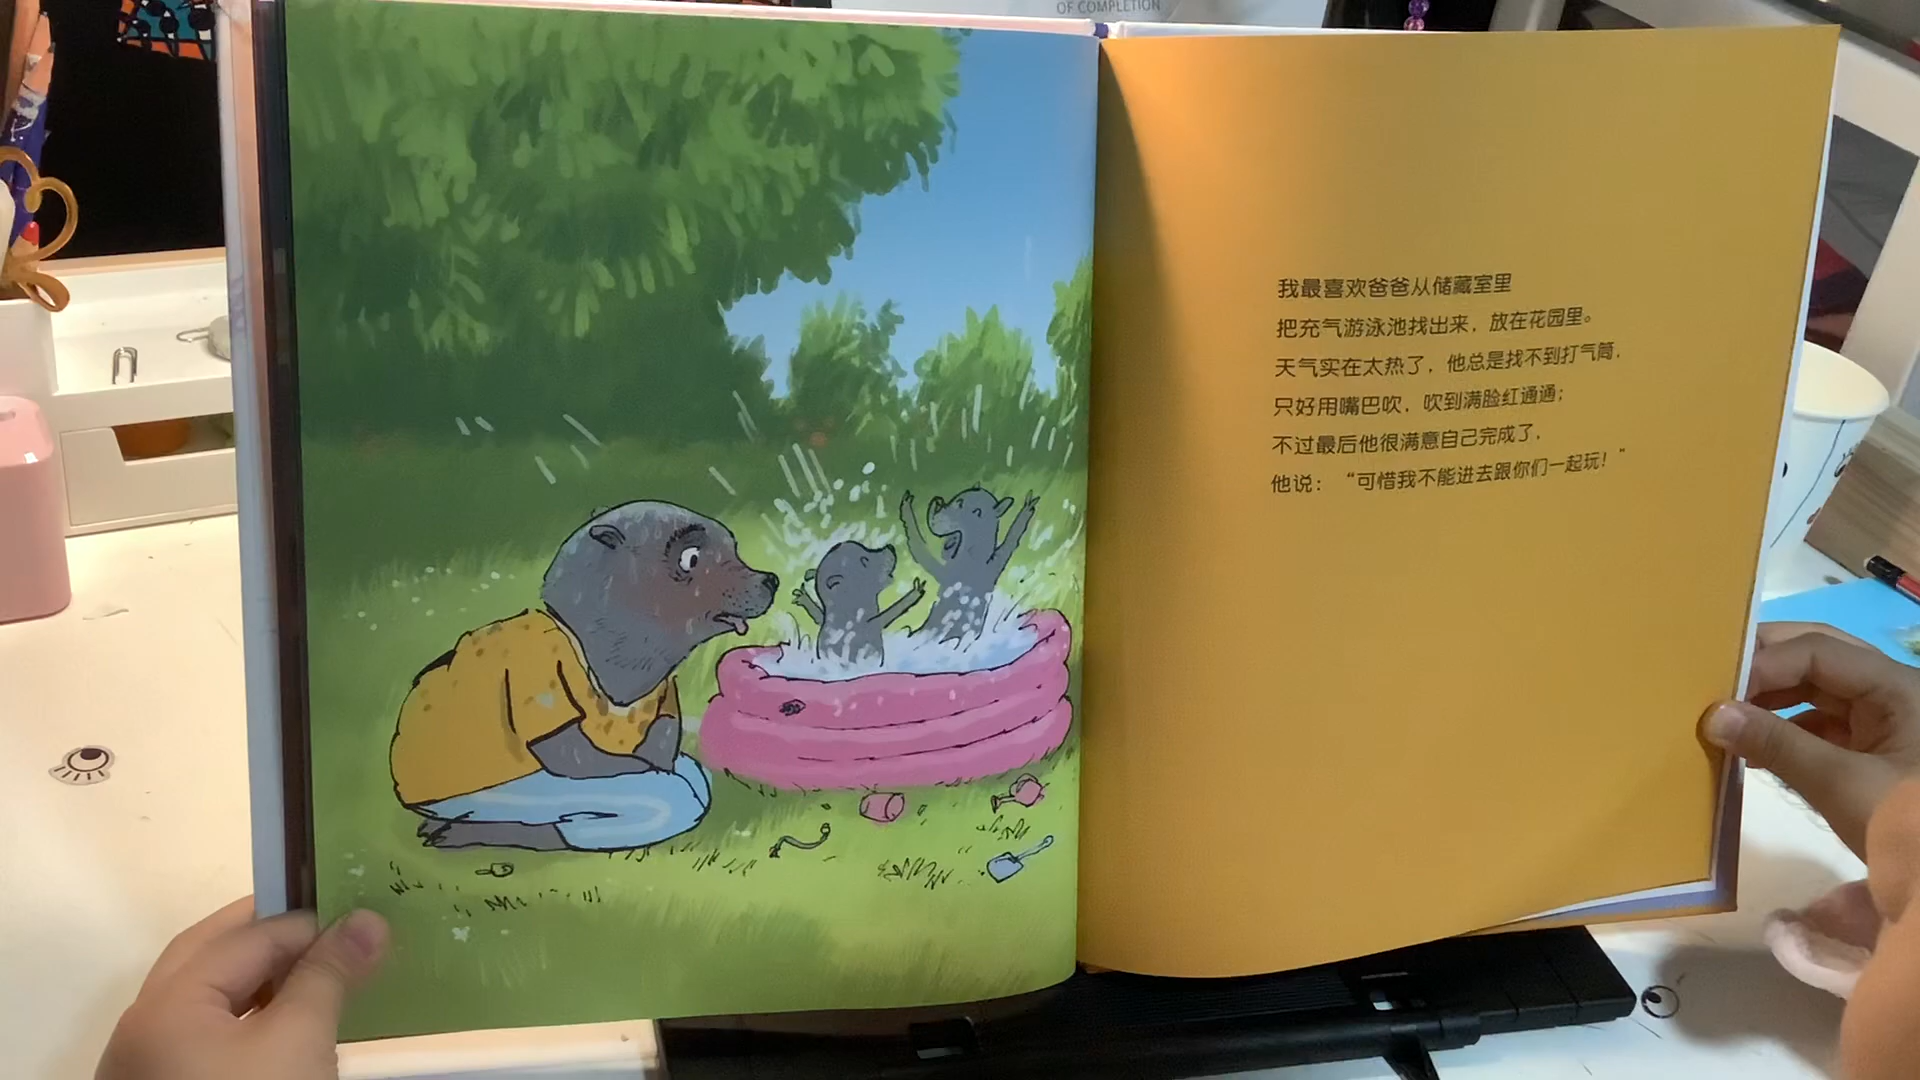 OF COMPLETION
我最喜欢爸爸从储藏室里
把充气游泳池找出来，放在花园里。
天气实在太热了，他总是找不到打气筒，
只好用嘴巴吹，吹到满脸红通通；
不过最后他很满意自己完成了，
他说：“可惜我不能进去跟你们一起玩！”